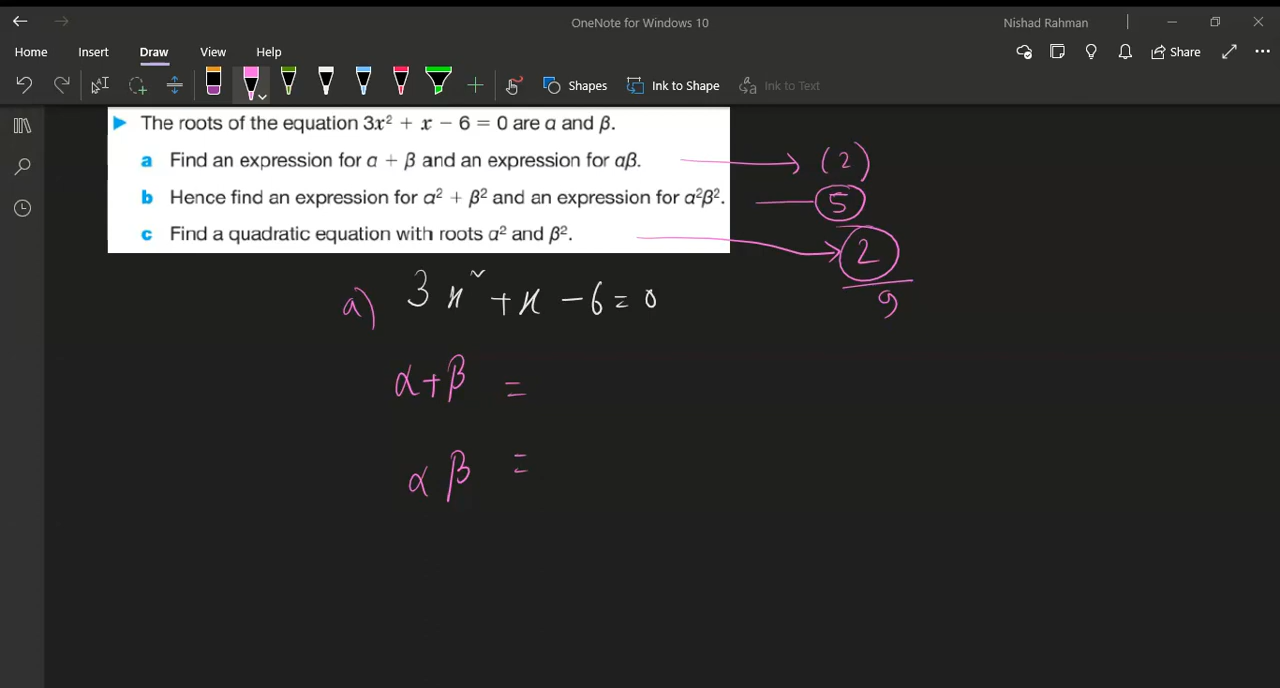 OneNote for Windows 10
Nishad Rahman
Home Insert Draw View Help
Share
Shapes
Ink to Shape
Ink to Text
The roots of the equation 3x² + x − 6 = 0 are α and β.
a Find an expression for α + β and an expression for αβ.
(2)
b Hence find an expression for α² + β² and an expression for α²β².
5
c Find a quadratic equation with roots α² and β².
2
9
a) 3x² + x − 6 = 0
α+β =
αβ =